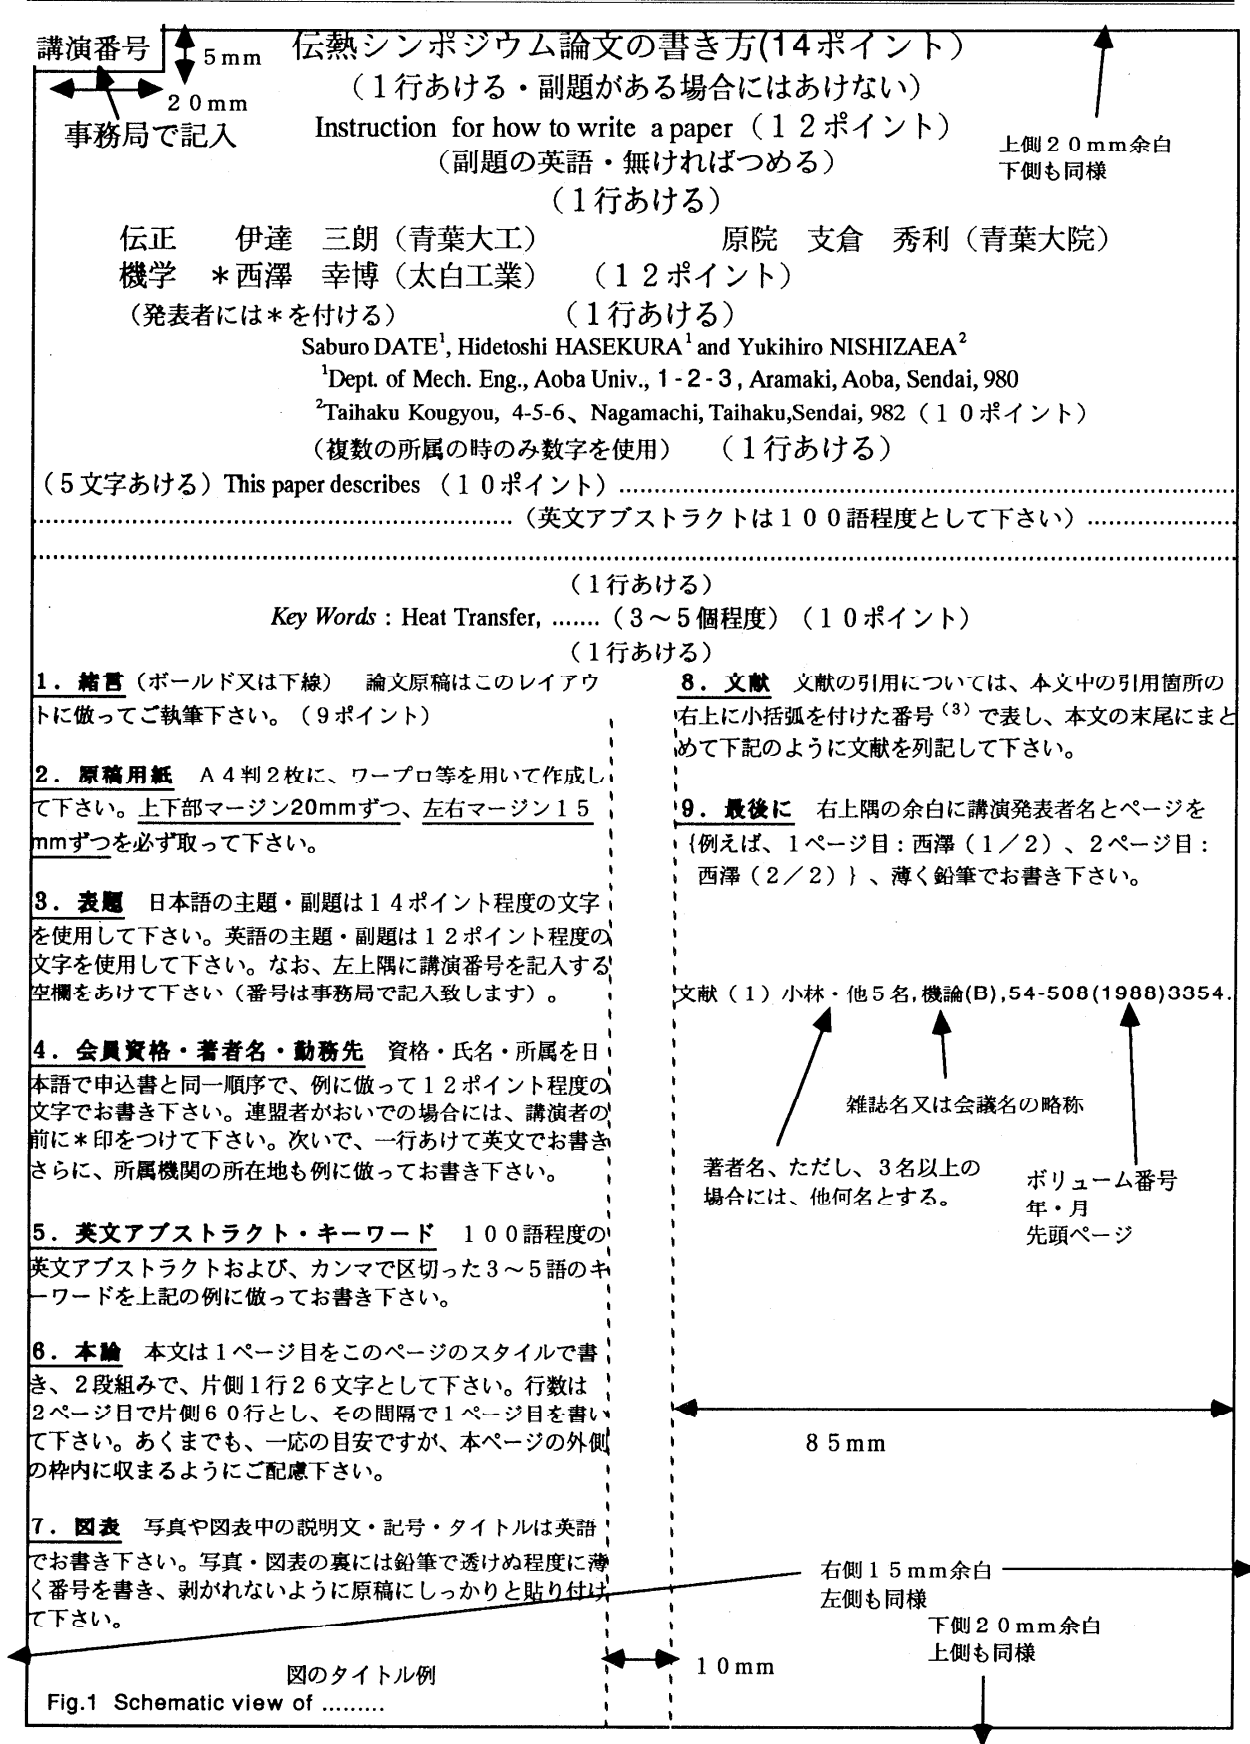 講演番号
5mm
20mm
事務局で記入
伝熱シンポジウム論文の書き方(14ポイント)
(1行あける・副題がある場合にはあけない)
Instruction for how to write a paper (12ポイント)
(副題の英語・無ければつめる)
(1行あける)
上側20mm余白
下側も同様
伝正 伊達 三朗(青葉大工) 原院 支倉 秀利(青葉大院)
機学 *西澤 幸博(太白工業) (12ポイント)
(発表者には*を付ける) (1行あける)
Saburo DATE¹, Hidetoshi HASEKURA¹ and Yukihiro NISHIZAEA²
¹Dept. of Mech. Eng., Aoba Univ., 1-2-3, Aramaki, Aoba, Sendai, 980
²Taihaku Kougyou, 4-5-6、Nagamachi, Taihaku,Sendai, 982 (10ポイント)
(複数の所属の時のみ数字を使用) (1行あける)
(5文字あける) This paper describes (10ポイント) ..........
.......... (英文アブストラクトは100語程度として下さい) ..........
..........
(1行あける)
Key Words : Heat Transfer, ....... (3〜5個程度) (10ポイント)
(1行あける)
1. 緒言(ボールド又は下線) 論文原稿はこのレイアウ
トに倣ってご執筆下さい。(9ポイント)
2. 原稿用紙 A4判2枚に、ワープロ等を用いて作成し
て下さい。上下部マージン20mmずつ、左右マージン15
mmずつを必ず取って下さい。
3. 表題 日本語の主題・副題は14ポイント程度の文字
を使用して下さい。英語の主題・副題は12ポイント程度の
文字を使用して下さい。なお、左上隅に講演番号を記入する
空欄をあけて下さい(番号は事務局で記入致します)。
4. 会員資格・著者名・勤務先 資格・氏名・所属を日
本語で申込書と同一順序で、例に倣って12ポイント程度の
文字でお書き下さい。連盟者がおいでの場合には、講演者の
前に*印をつけて下さい。次いで、一行あけて英文でお書き
さらに、所属機関の所在地も例に倣ってお書き下さい。
5. 英文アブストラクト・キーワード 100語程度の
英文アブストラクトおよび、カンマで区切った3〜5語のキ
ーワードを上記の例に倣ってお書き下さい。
6. 本論 本文は1ページ目をこのページのスタイルで書
き、2段組みで、片側1行26文字として下さい。行数は
2ページ目で片側60行とし、その間隔で1ページ目を書い
て下さい。あくまでも、一応の目安ですが、本ページの外側
の枠内に収まるようにご配慮下さい。
7. 図表 写真や図表中の説明文・記号・タイトルは英語
でお書き下さい。写真・図表の裏には鉛筆で透けぬ程度に薄
く番号を書き、剥がれないように原稿にしっかりと貼り付け
て下さい。
図のタイトル例
Fig.1 Schematic view of .........
8. 文献 文献の引用については、本文中の引用箇所の
右上に小括弧を付けた番号(3)で表し、本文の末尾にまと
めて下記のように文献を列記して下さい。
9. 最後に 右上隅の余白に講演発表者名とページを
{例えば、1ページ目:西澤(1/2)、2ページ目:
西澤(2/2)}、薄く鉛筆でお書き下さい。
文献(1)小林・他5名,機論(B),54-508(1988)3354.
雑誌名又は会議名の略称
著者名、ただし、3名以上の
場合には、他何名とする。
ボリューム番号
年・月
先頭ページ
85mm
右側15mm余白
左側も同様
下側20mm余白
上側も同様
10mm